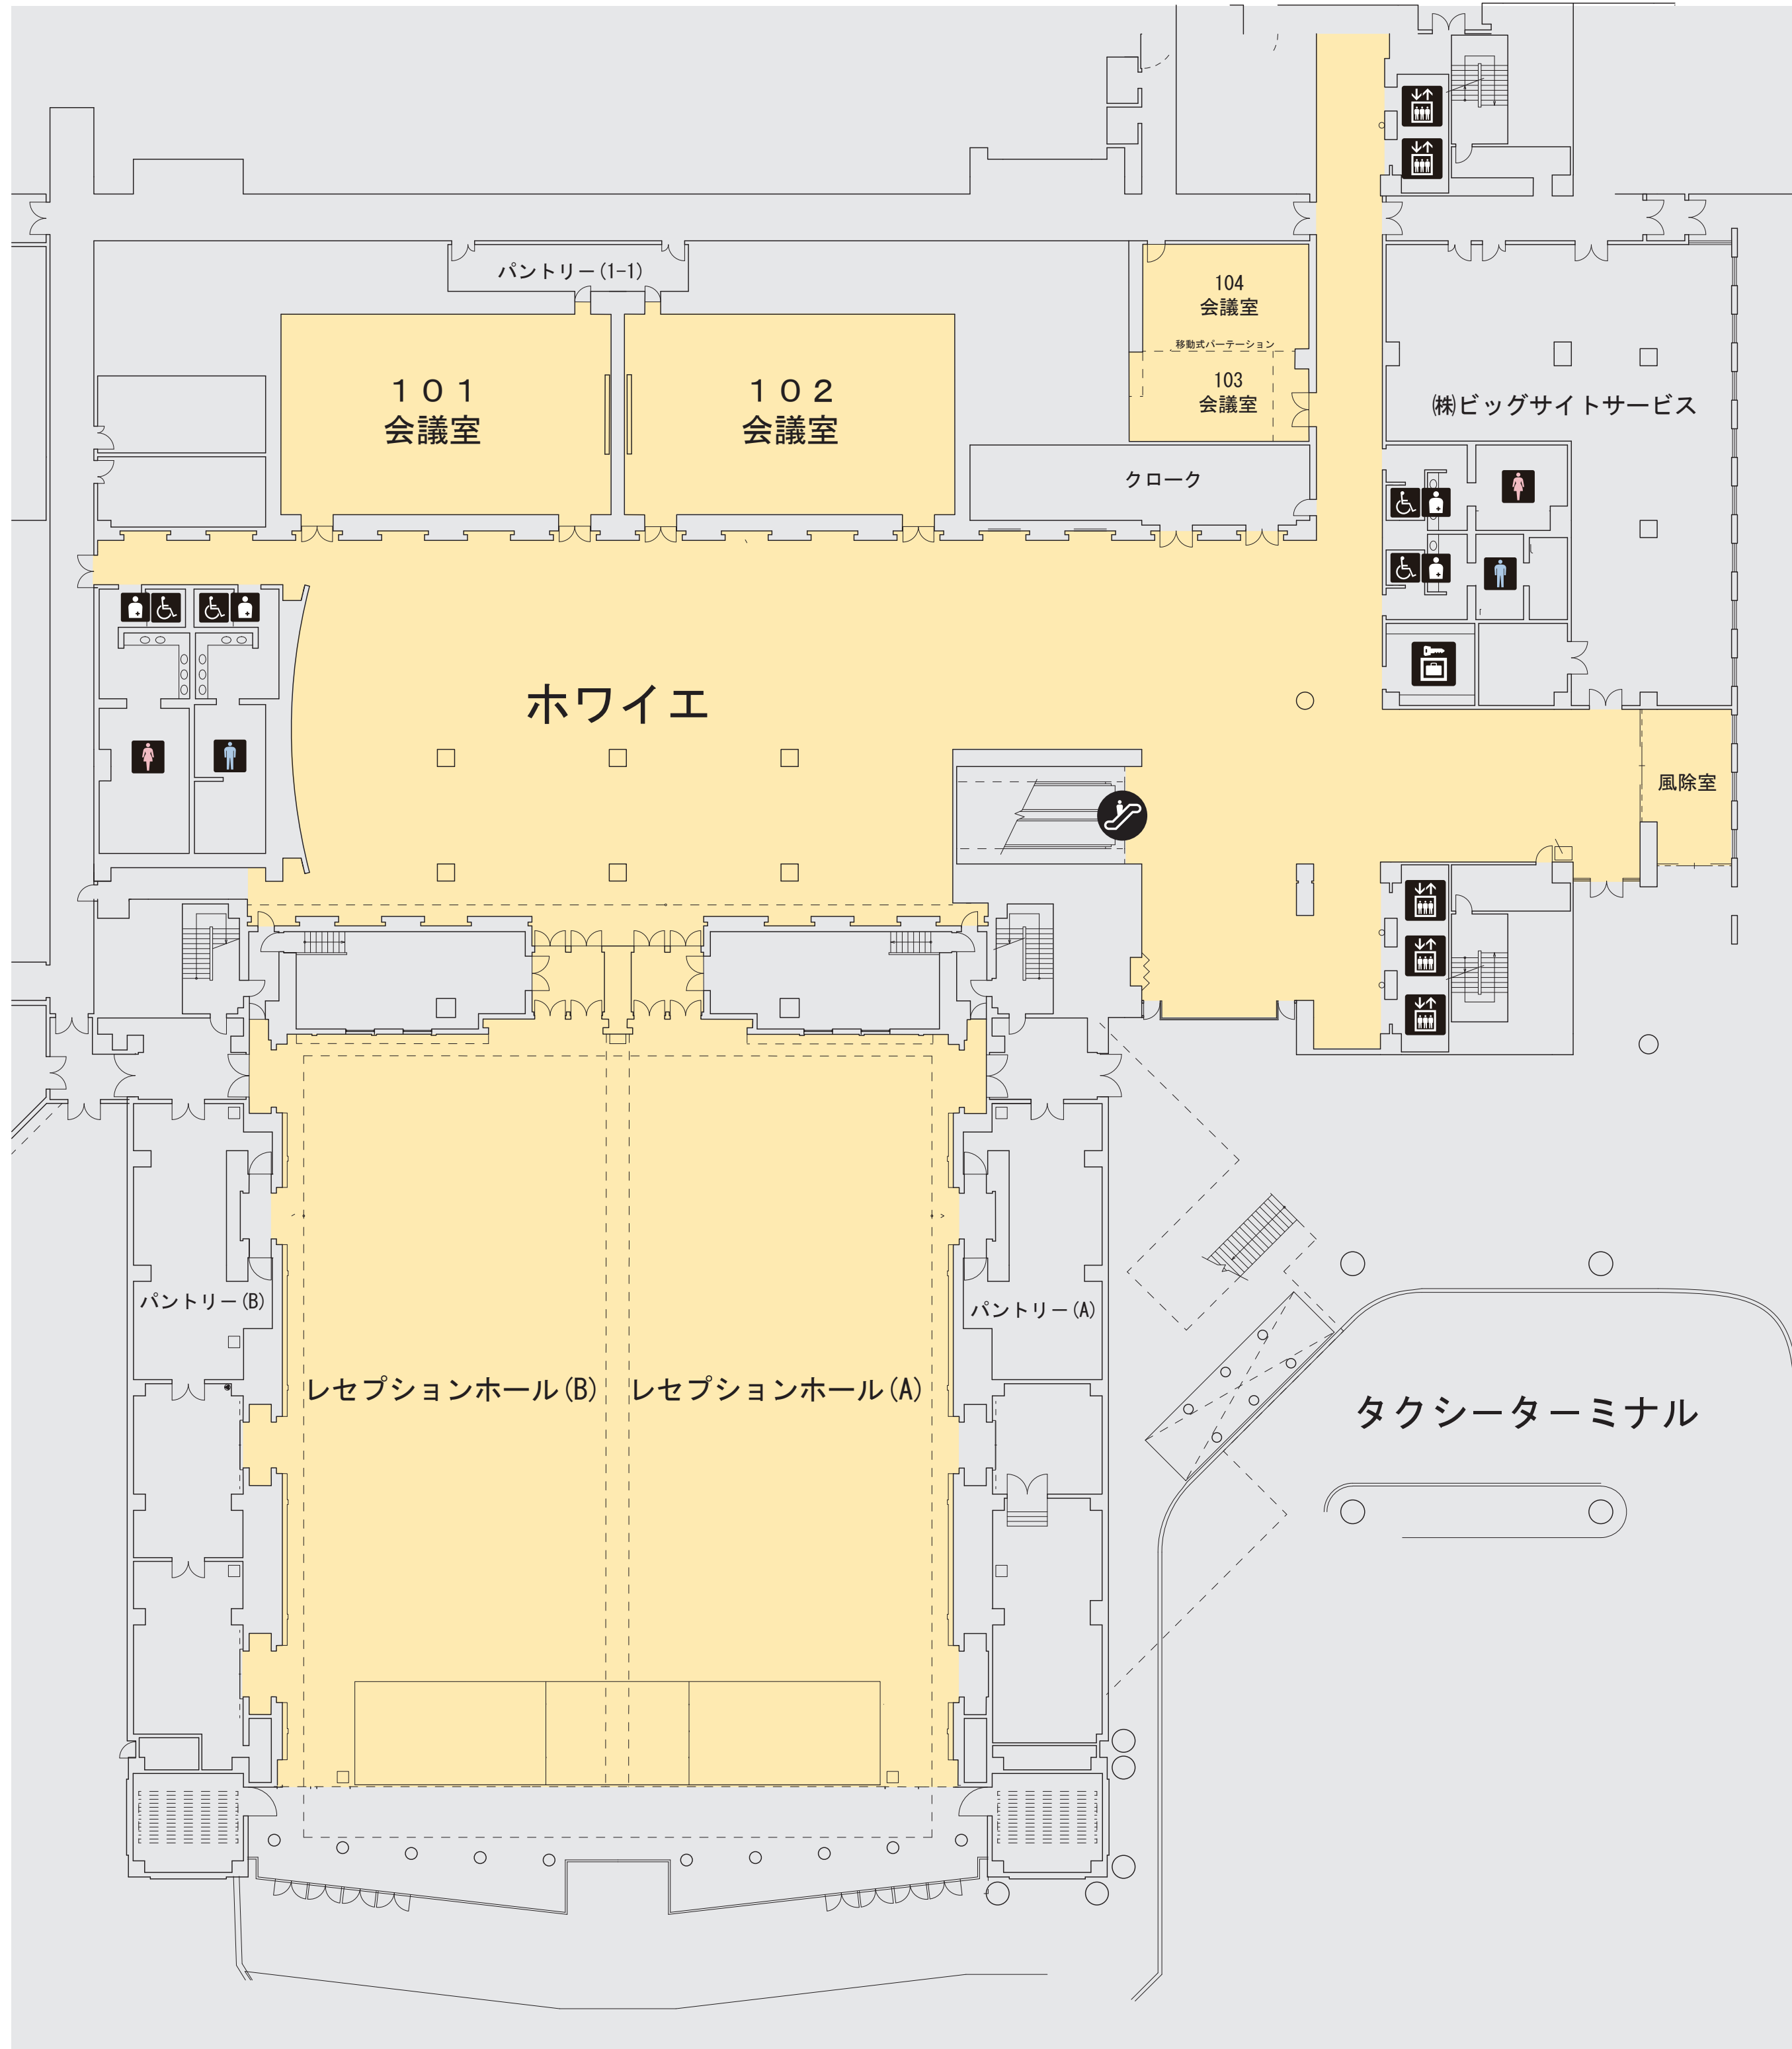 パントリー(1-1)
104
会議室
移動式パーテーション
103
会議室
101
会議室
102
会議室
㈱ビッグサイトサービス
クローク
ホワイエ
風除室
パントリー(B)
パントリー(A)
レセプションホール(B)
レセプションホール(A)
タクシーターミナル